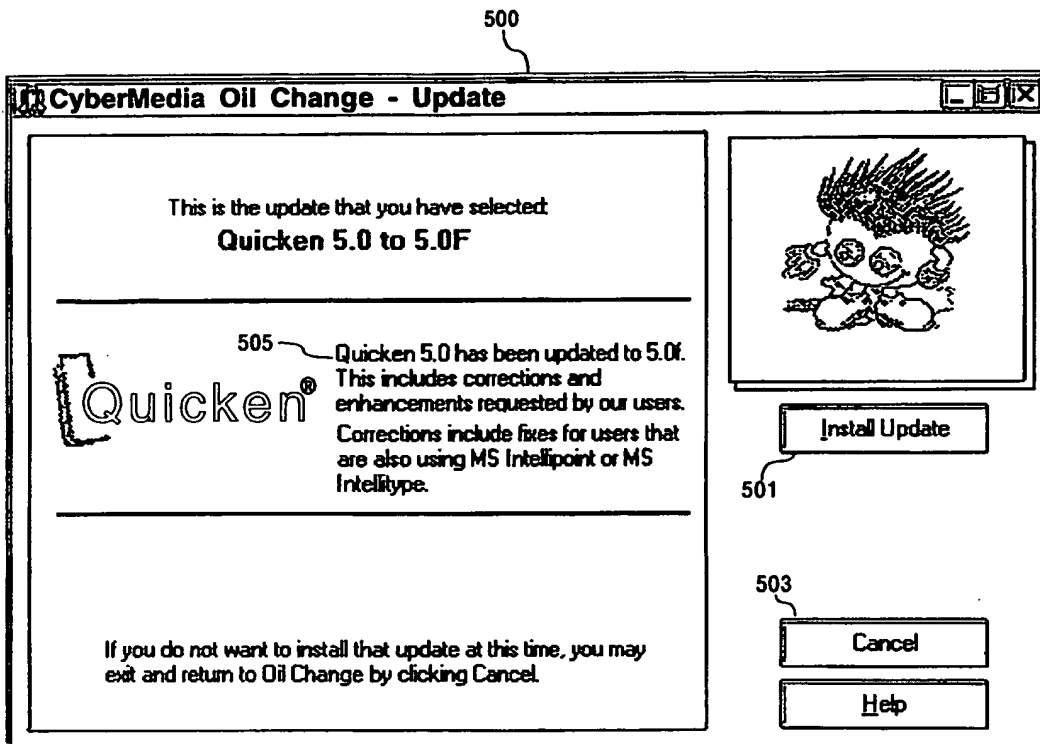 500
CyberMedia Oil Change - Update
This is the update that you have selected:
Quicken 5.0 to 5.0F
505
Quicken®
Quicken 5.0 has been updated to 5.0f.
This includes corrections and
enhancements requested by our users.
Corrections include fixes for users that
are also using MS Intellipoint or MS
Intellitype.
If you do not want to install that update at this time, you may
exit and return to Oil Change by clicking Cancel.
Install Update
501
503
Cancel
Help